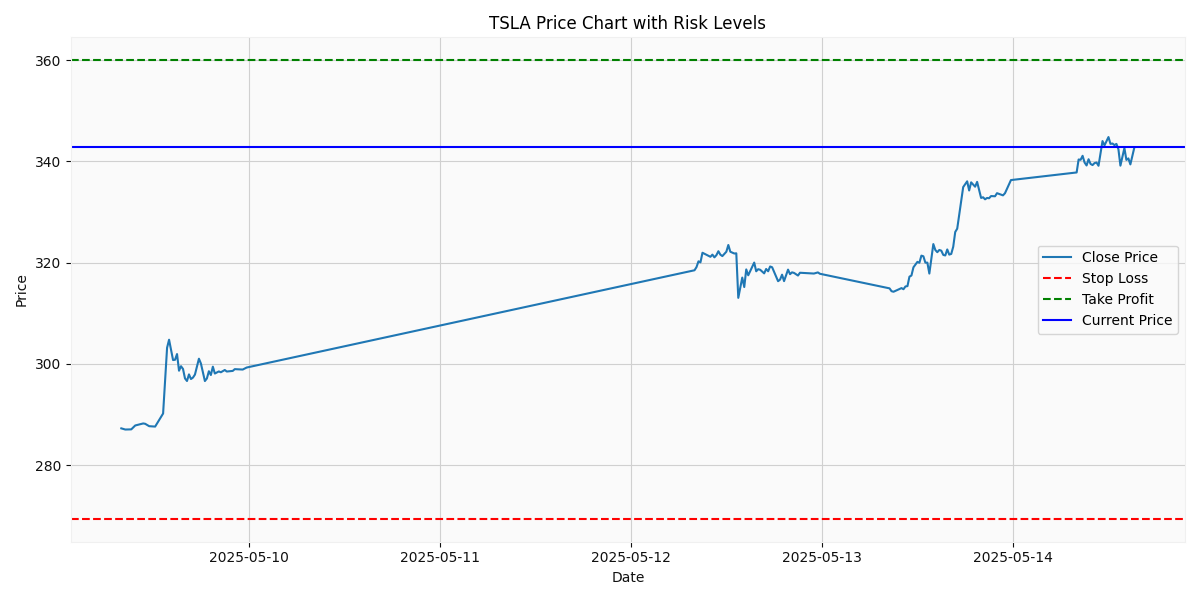 TSLA Price Chart with Risk Levels
360
340
320
300
280
Price
Close Price
Stop Loss
Take Profit
Current Price
2025-05-10
2025-05-11
2025-05-12
2025-05-13
2025-05-14
Date